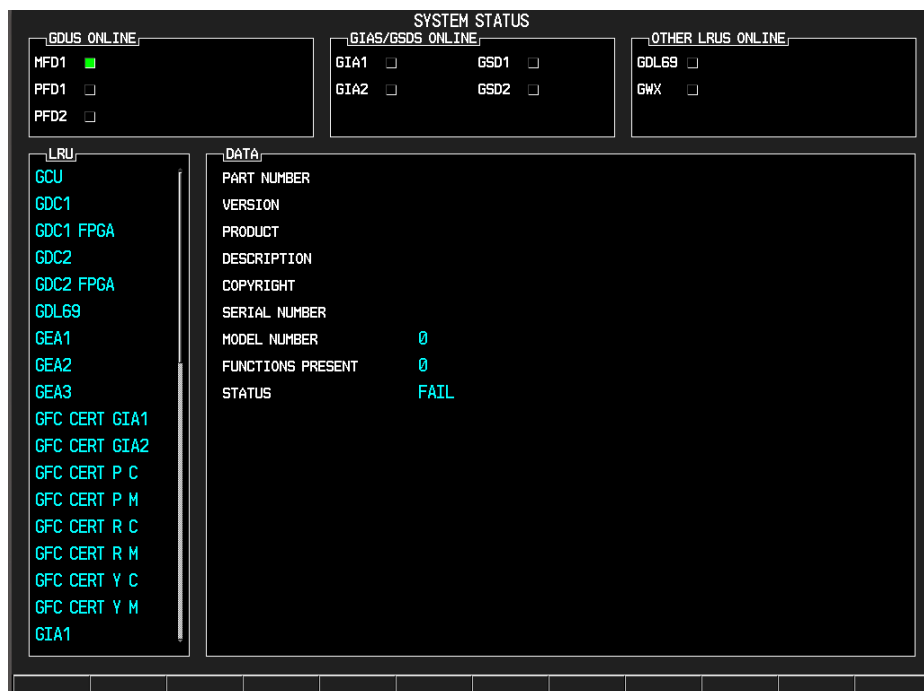 SYSTEM STATUS
GDUS ONLINE
MFD1
PFD1
PFD2
GIAS/GSDS ONLINE
GIA1 GSD1
GIA2 GSD2
OTHER LRUS ONLINE
GDL69
GWX
LRU
GCU
GDC1
GDC1 FPGA
GDC2
GDC2 FPGA
GDL69
GEA1
GEA2
GEA3
GFC CERT GIA1
GFC CERT GIA2
GFC CERT P C
GFC CERT P M
GFC CERT R C
GFC CERT R M
GFC CERT Y C
GFC CERT Y M
GIA1
DATA
PART NUMBER
VERSION
PRODUCT
DESCRIPTION
COPYRIGHT
SERIAL NUMBER
MODEL NUMBER 0
FUNCTIONS PRESENT 0
STATUS FAIL